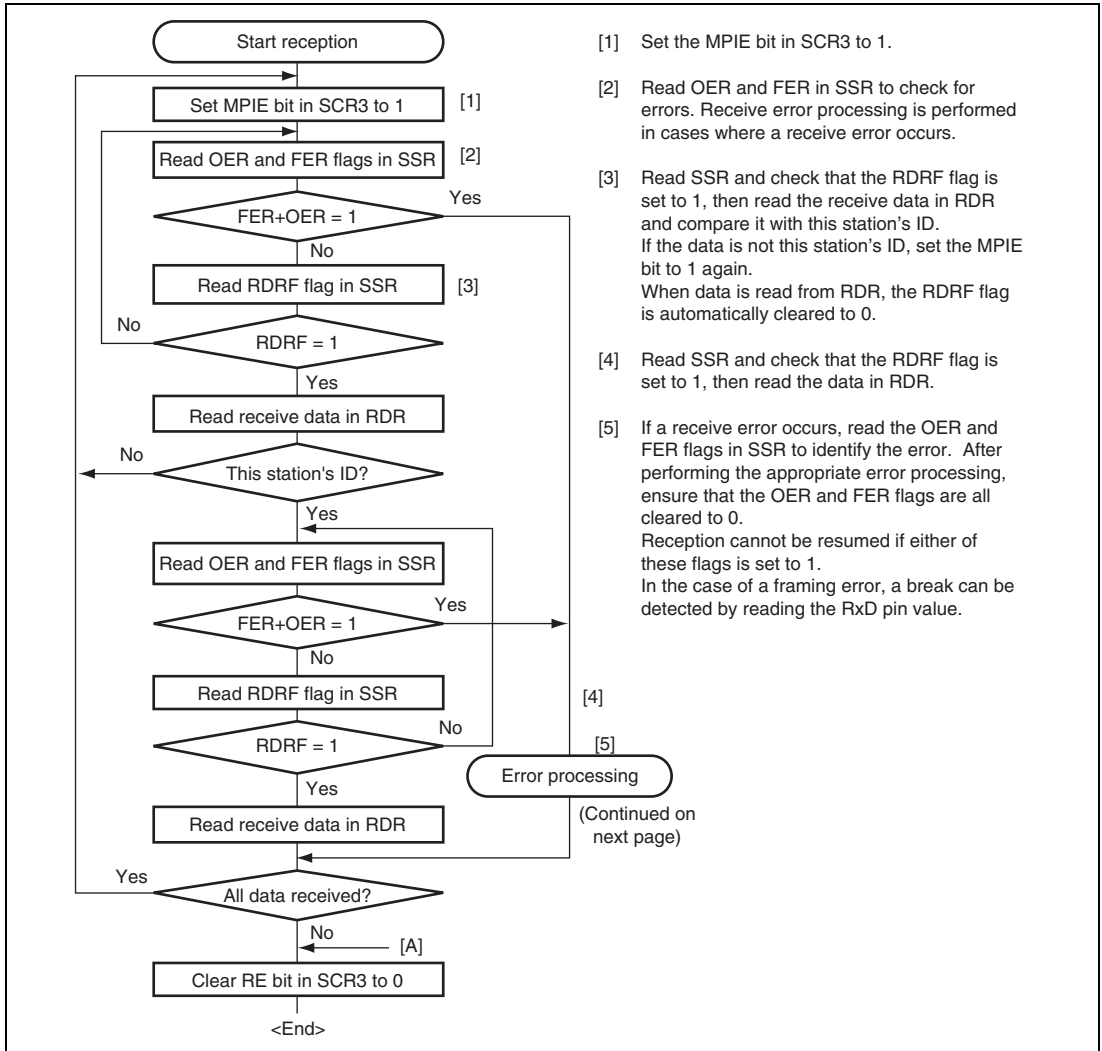 Start reception
Set MPIE bit in SCR3 to 1
[1]
Read OER and FER flags in SSR
[2]
Yes
FER+OER = 1
No
Read RDRF flag in SSR
[3]
No
RDRF = 1
Yes
Read receive data in RDR
No
This station's ID?
Yes
Read OER and FER flags in SSR
Yes
FER+OER = 1
No
Read RDRF flag in SSR
[4]
No
RDRF = 1
[5]
Error processing
Yes
(Continued on
next page)
Read receive data in RDR
Yes
All data received?
No
[A]
Clear RE bit in SCR3 to 0
<End>
[1] Set the MPIE bit in SCR3 to 1.
[2] Read OER and FER in SSR to check for
errors. Receive error processing is performed
in cases where a receive error occurs.
[3] Read SSR and check that the RDRF flag is
set to 1, then read the receive data in RDR
and compare it with this station's ID.
If the data is not this station's ID, set the MPIE
bit to 1 again.
When data is read from RDR, the RDRF flag
is automatically cleared to 0.
[4] Read SSR and check that the RDRF flag is
set to 1, then read the data in RDR.
[5] If a receive error occurs, read the OER and
FER flags in SSR to identify the error. After
performing the appropriate error processing,
ensure that the OER and FER flags are all
cleared to 0.
Reception cannot be resumed if either of
these flags is set to 1.
In the case of a framing error, a break can be
detected by reading the RxD pin value.